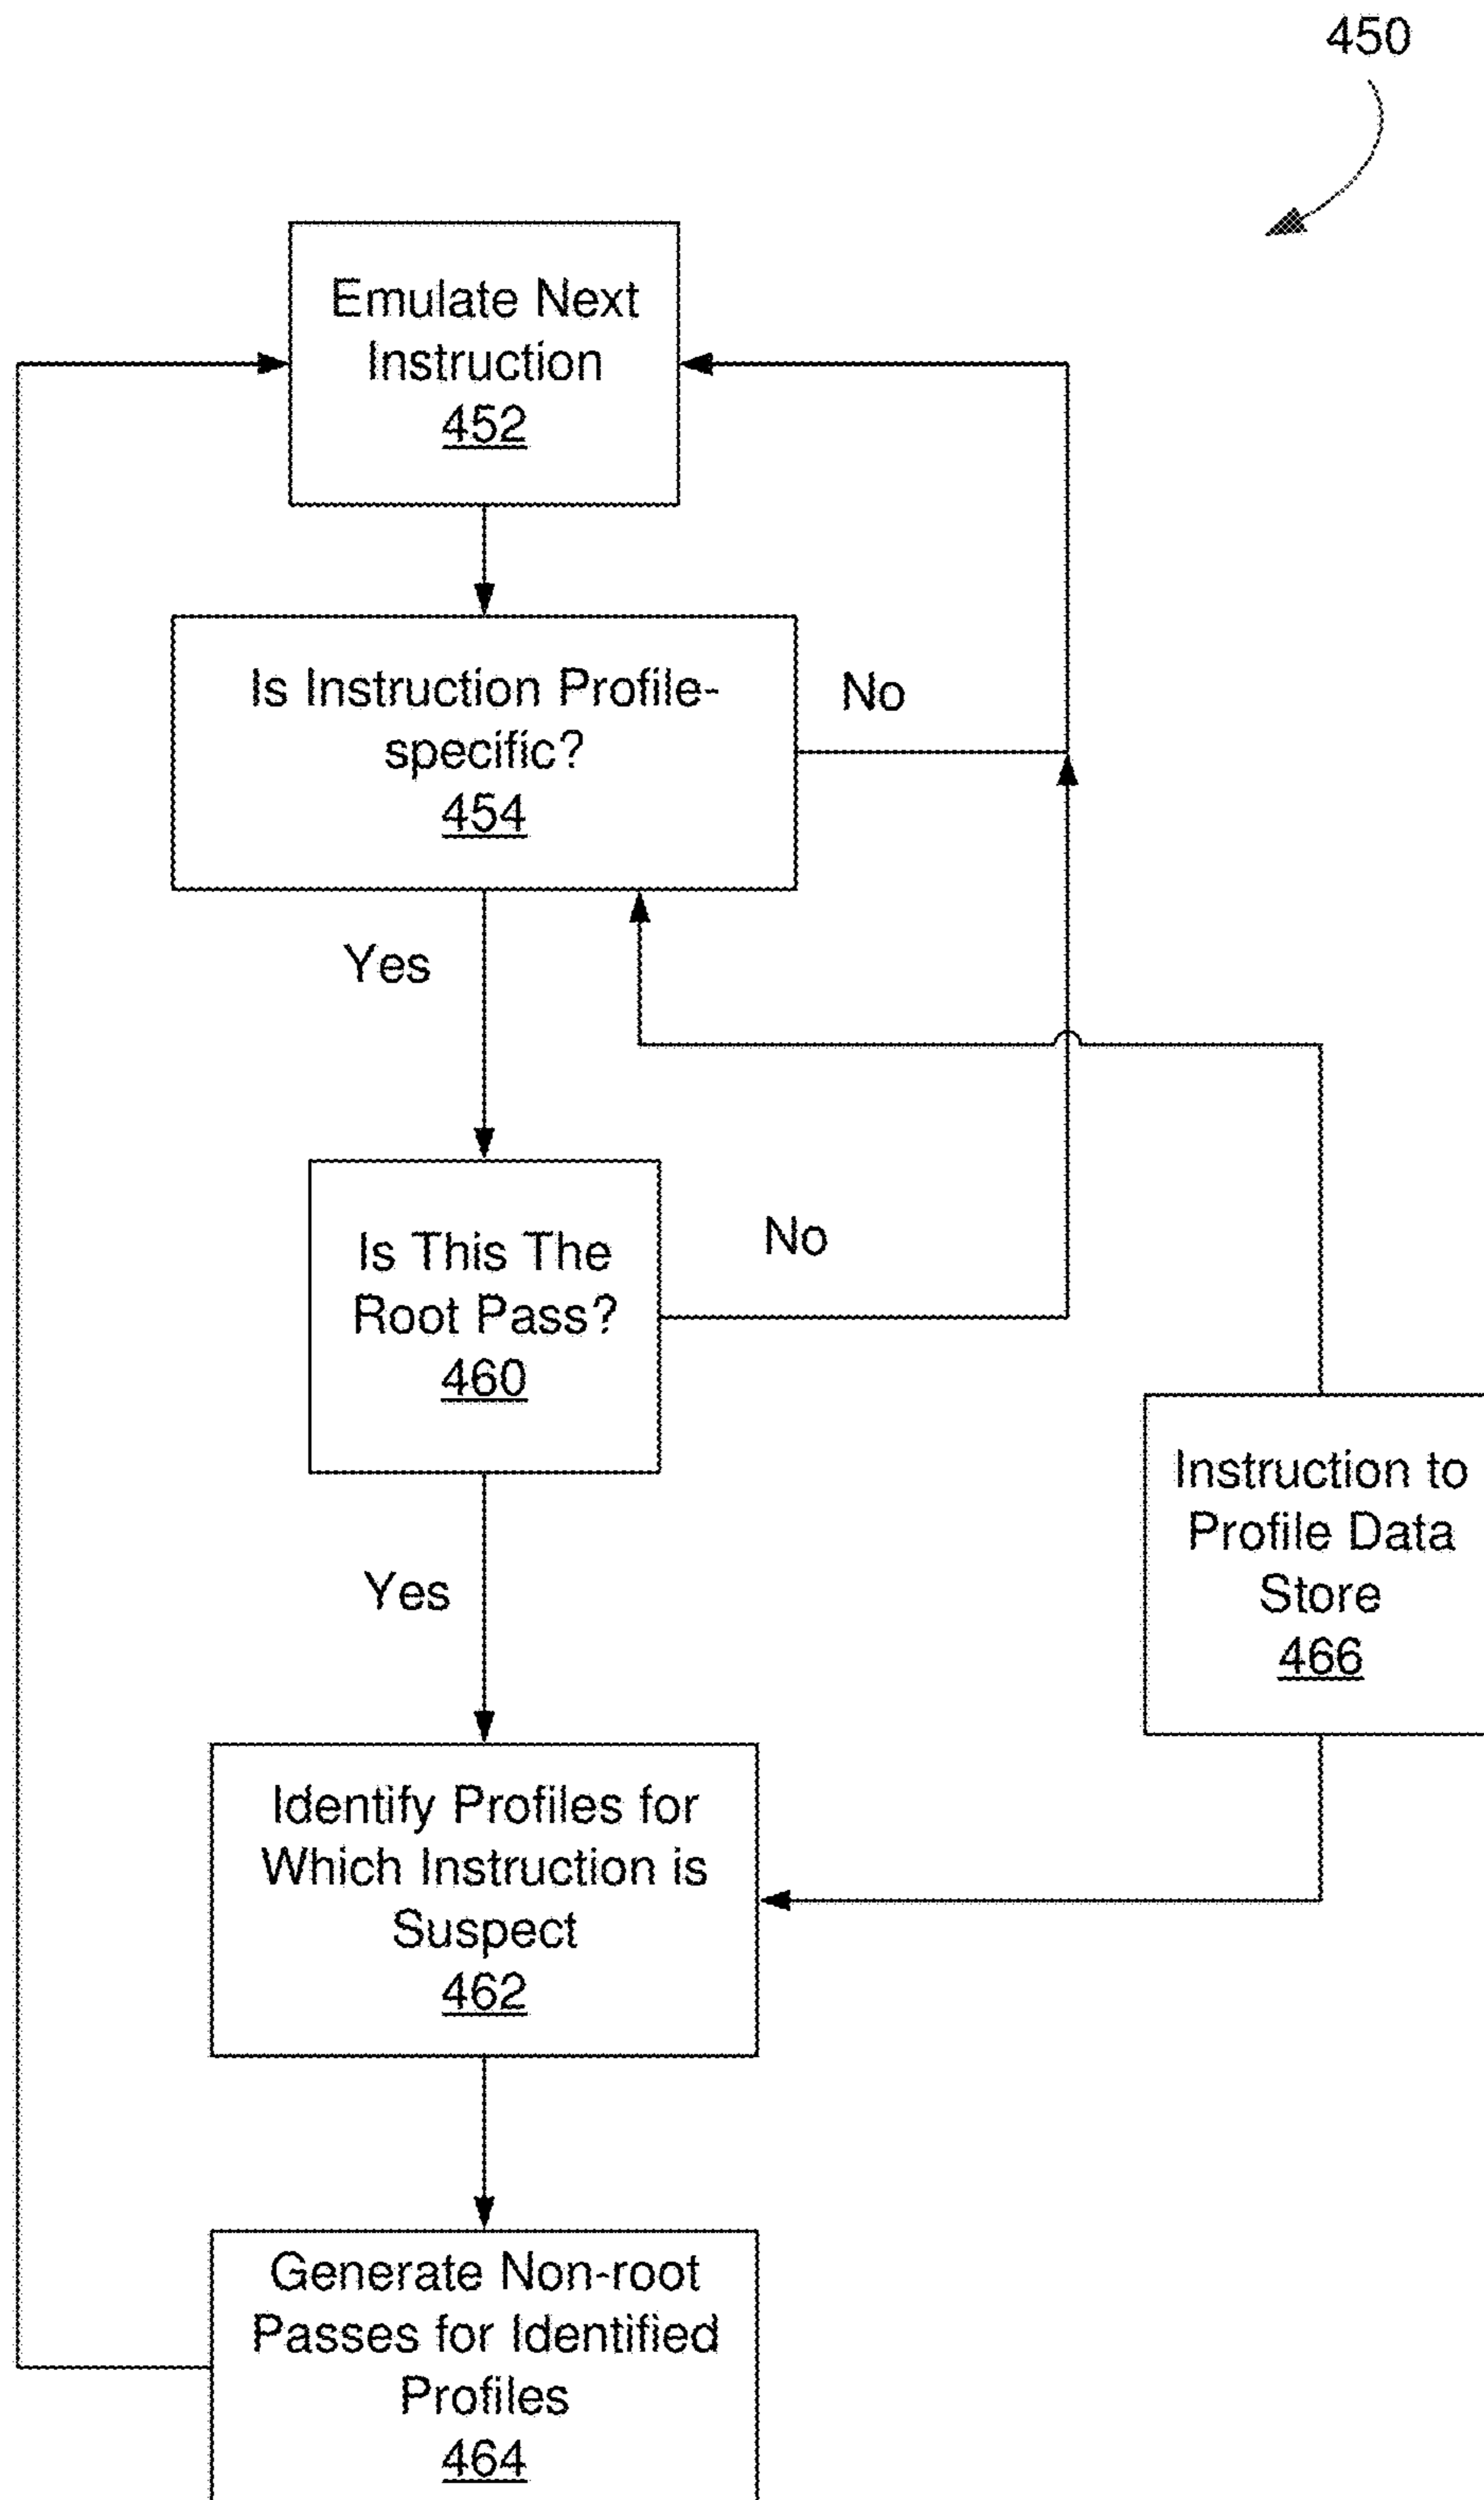 450
Emulate Next
Instruction
452
Is Instruction Profile-
specific?
454
No
Yes
Is This The
Root Pass?
460
No
Instruction to
Profile Data
Store
466
Yes
Identify Profiles for
Which Instruction is
Suspect
462
Generate Non-root
Passes for Identified
Profiles
464